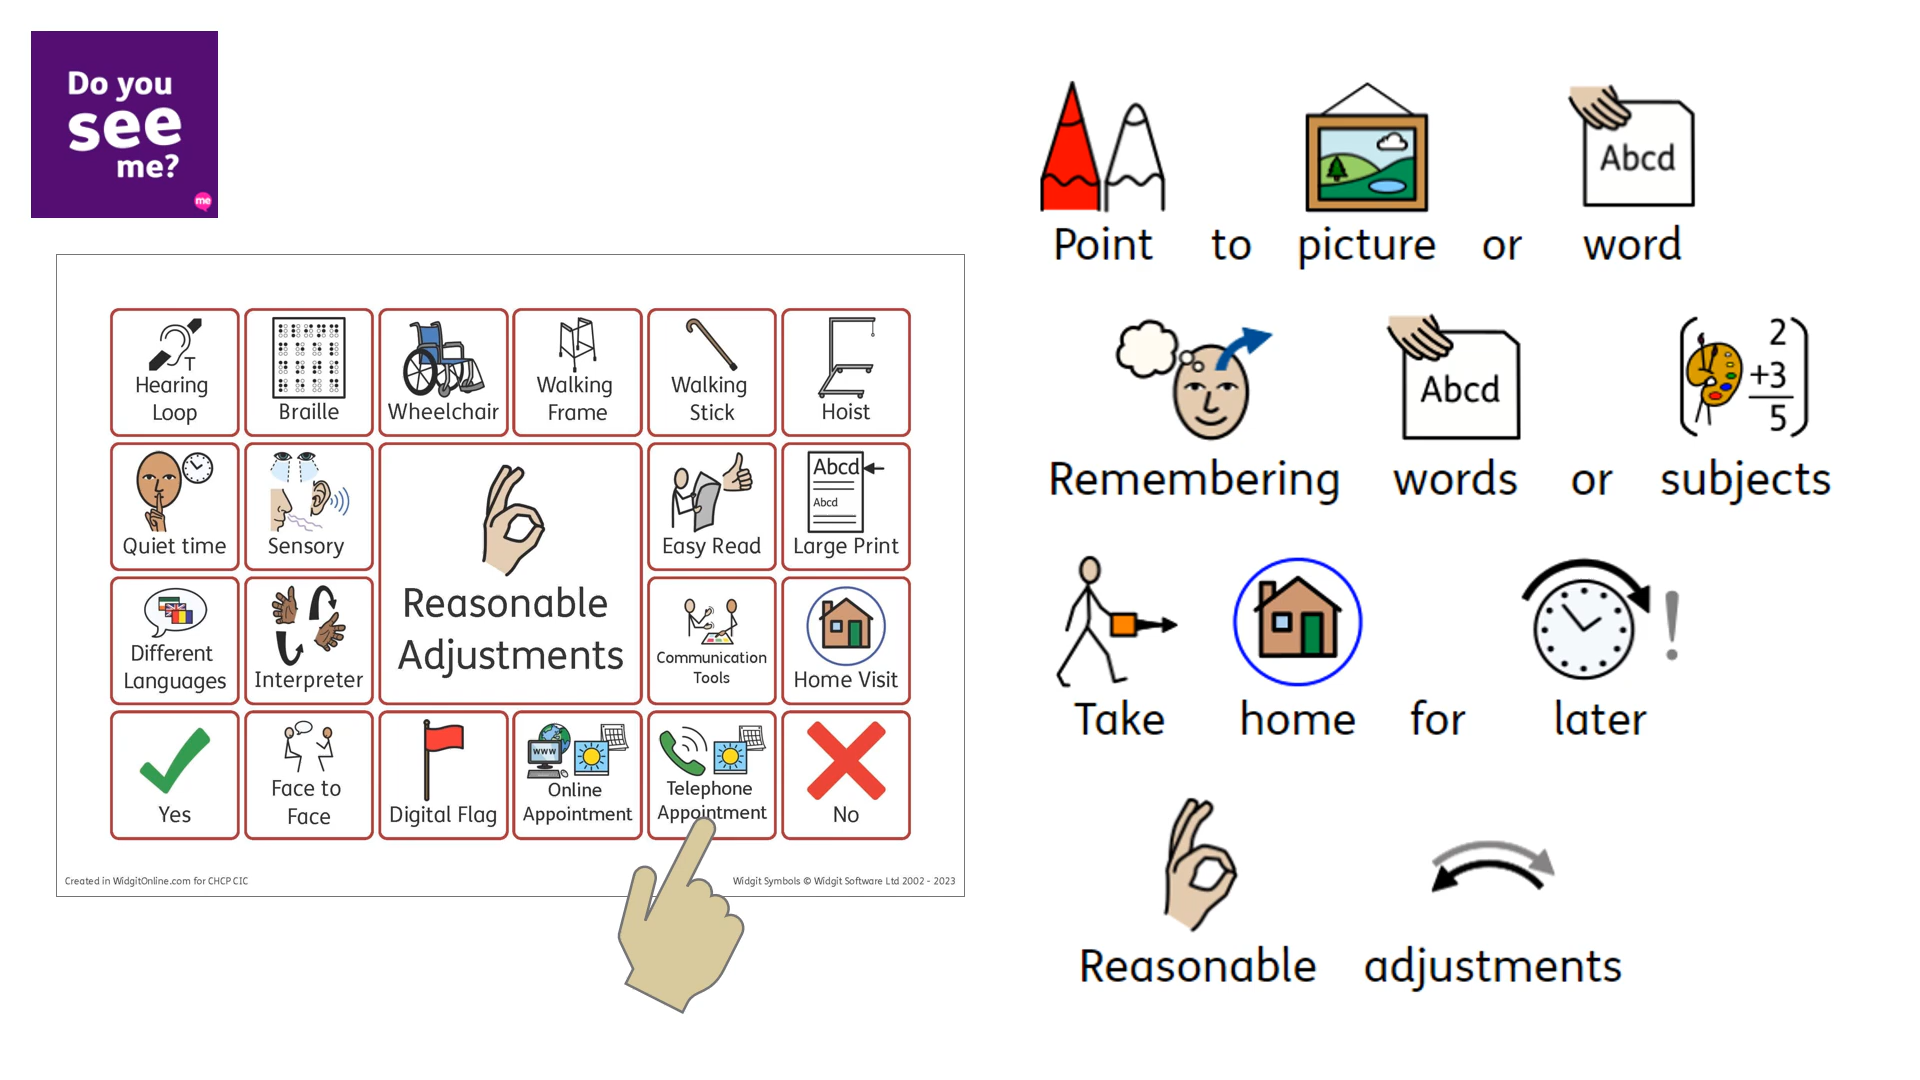 Do you
see
me?
me
Hearing
Loop
T
Braille
Wheelchair
Walking
Frame
Walking
Stick
Hoist
Quiet time
Sensory
Reasonable
Adjustments
Easy Read
Abcd
Abcd
Large Print
Different
Languages
Interpreter
Communication
Tools
Home Visit
Yes
Face to
Face
Digital Flag
www
Online
Appointment
Telephone
Appointment
No
Created in WidgitOnline.com for CHCP CIC
Widgit Symbols © Widgit Software Ltd 2002 - 2023
Abcd
Point to picture or word
Abcd
2
+3
5
Remembering words or subjects
!
Take home for later
Reasonable adjustments